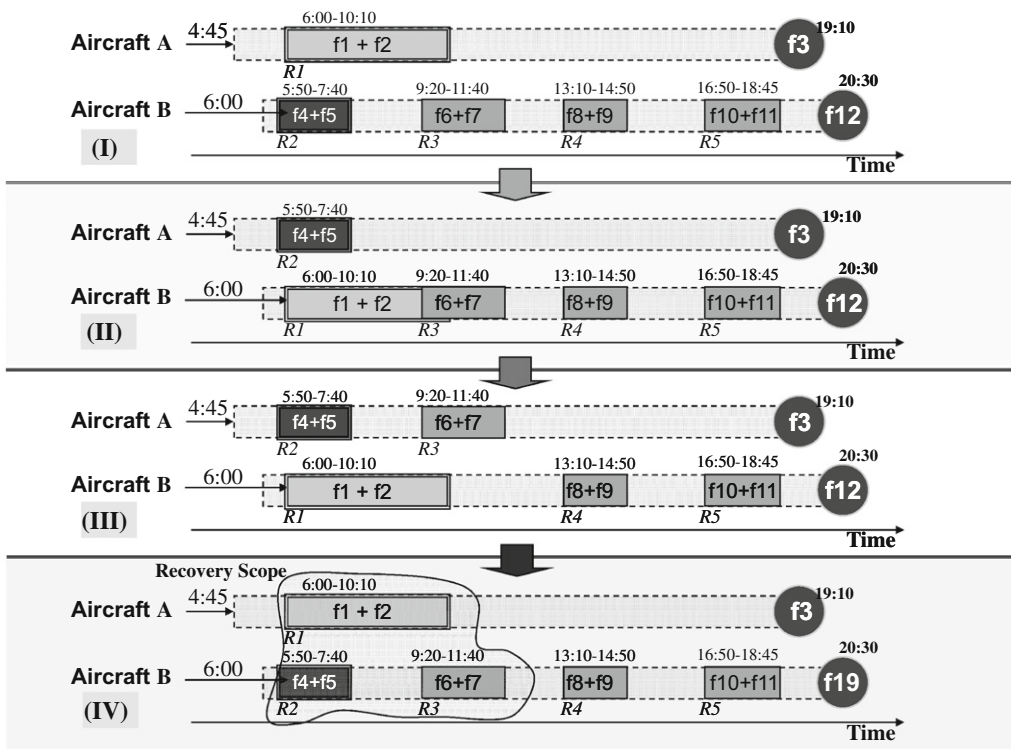 6:00-10:10
Aircraft A 4:45 f1 + f2 f3 19:10
R1
5:50-7:40 9:20-11:40 13:10-14:50 16:50-18:45 20:30
Aircraft B 6:00 f4+f5 f6+f7 f8+f9 f10+f11 f12
(I) R2 R3 R4 R5
Time
5:50-7:40
Aircraft A 4:45 f4+f5 f3 19:10
R2
6:00-10:10 9:20-11:40 13:10-14:50 16:50-18:45 20:30
Aircraft B 6:00 f1 + f2 f6+f7 f8+f9 f10+f11 f12
(II) R1 R3 R4 R5
Time
5:50-7:40 9:20-11:40
Aircraft A 4:45 f4+f5 f6+f7 f3 19:10
R2 R3
6:00-10:10 13:10-14:50 16:50-18:45 20:30
Aircraft B 6:00 f1 + f2 f8+f9 f10+f11 f12
(III) R1 R4 R5
Time
Recovery Scope
6:00-10:10
Aircraft A 4:45 f1 + f2 f3 19:10
R1
5:50-7:40 9:20-11:40 13:10-14:50 16:50-18:45 20:30
Aircraft B 6:00 f4+f5 f6+f7 f8+f9 f10+f11 f19
(IV) R2 R3 R4 R5
Time